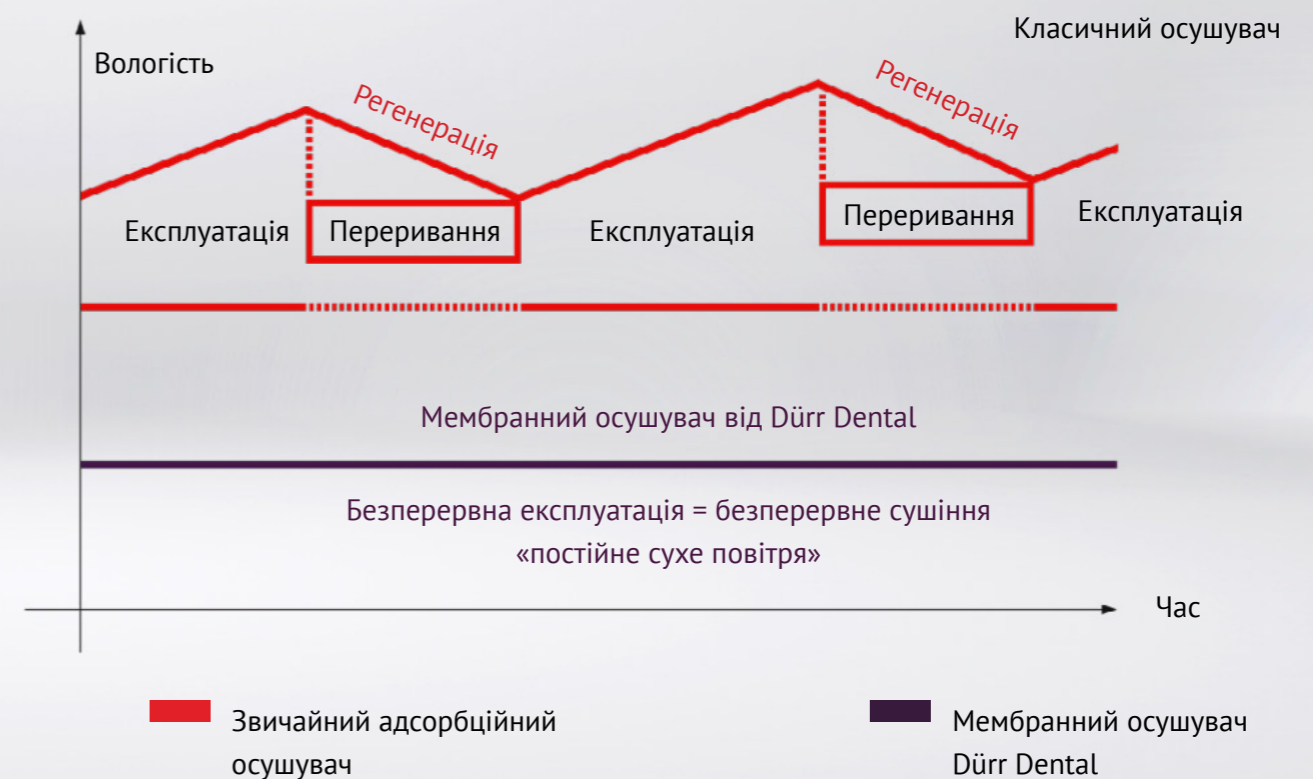 Класичний осушувач
Вологість
Регенерація
Регенерація
Експлуатація
Переривання
Експлуатація
Переривання
Експлуатація
Мембранний осушувач від Dürr Dental
Безперервна експлуатація = безперервне сушіння
«постійне сухе повітря»
Час
Звичайний адсорбційний
осушувач
Мембранний осушувач
Dürr Dental